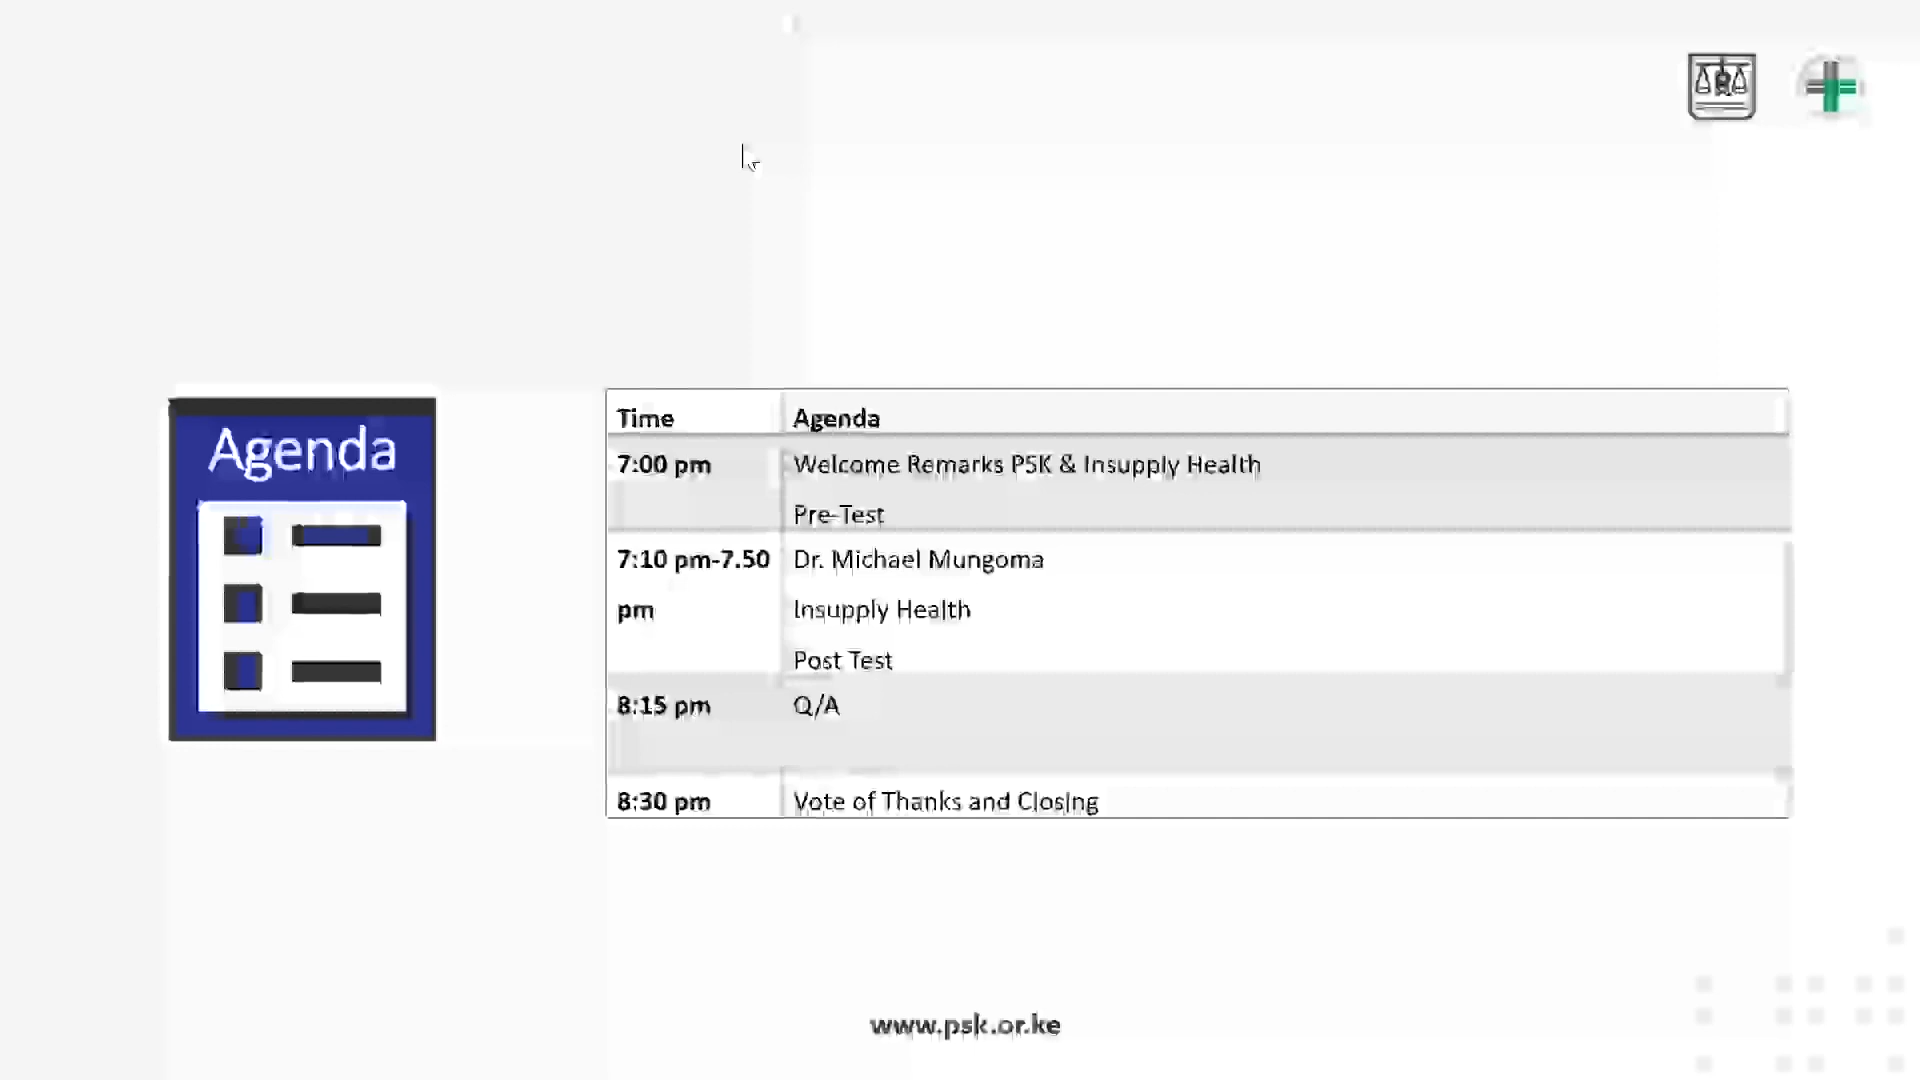 Agenda
Time Agenda
7:00 pm Welcome Remarks PSK & Insupply Health
Pre-Test
7:10 pm-7.50 Dr. Michael Mungoma
pm Insupply Health
Post Test
8:15 pm Q/A
8:30 pm Vote of Thanks and Closing
www.psk.or.ke